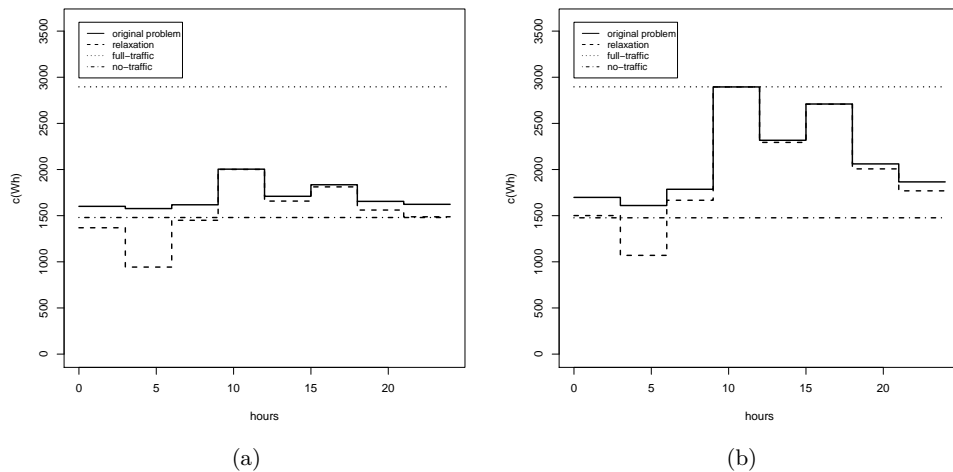 original problem
relaxation
full−traffic
no−traffic
3500
3000
2500
2000
1500
1000
500
0
c(Wh)
0 5 10 15 20
hours
(a)
original problem
relaxation
full−traffic
no−traffic
3500
3000
2500
2000
1500
1000
500
0
c(Wh)
0 5 10 15 20
hours
(b)